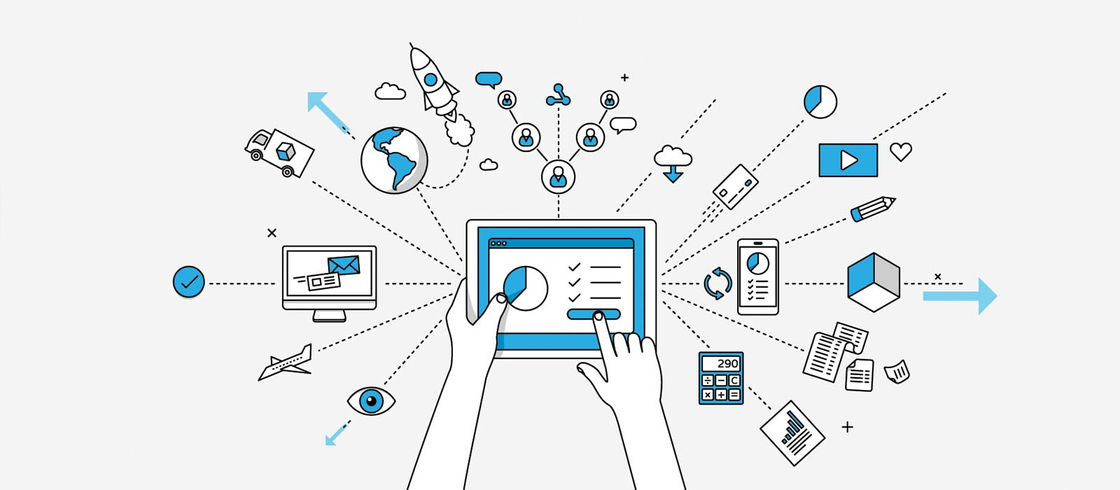 290
÷ − C
× + =